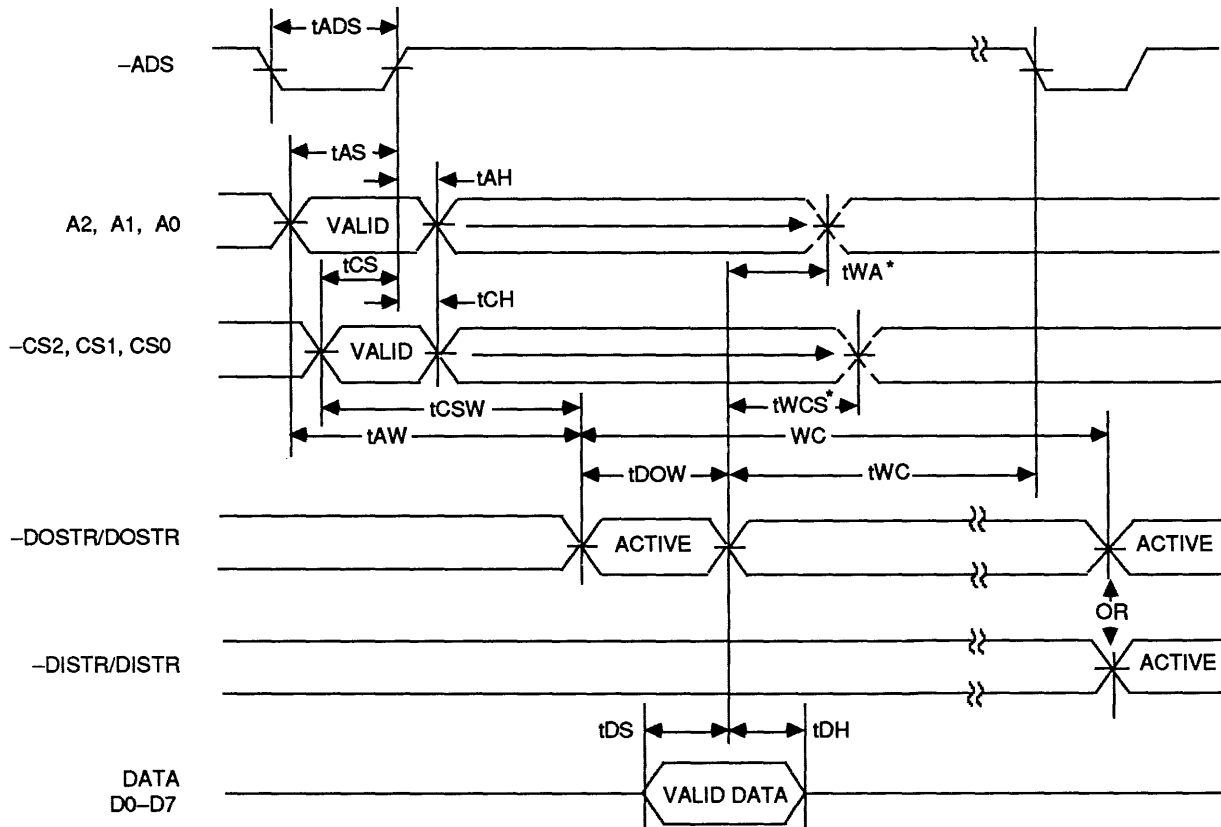 tADS
–ADS
tAS
tAH
A2, A1, A0
VALID
tCS
tWA*
tCH
–CS2, CS1, CS0
VALID
tCSW
tWCS*
tAW
WC
tDOW
tWC
–DOSTR/DOSTR
ACTIVE
ACTIVE
OR
–DISTR/DISTR
ACTIVE
tDS
tDH
DATA
D0–D7
VALID DATA